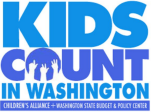 KIDS
COUNT
IN WASHINGTON
CHILDREN'S ALLIANCE + WASHINGTON STATE BUDGET & POLICY CENTER